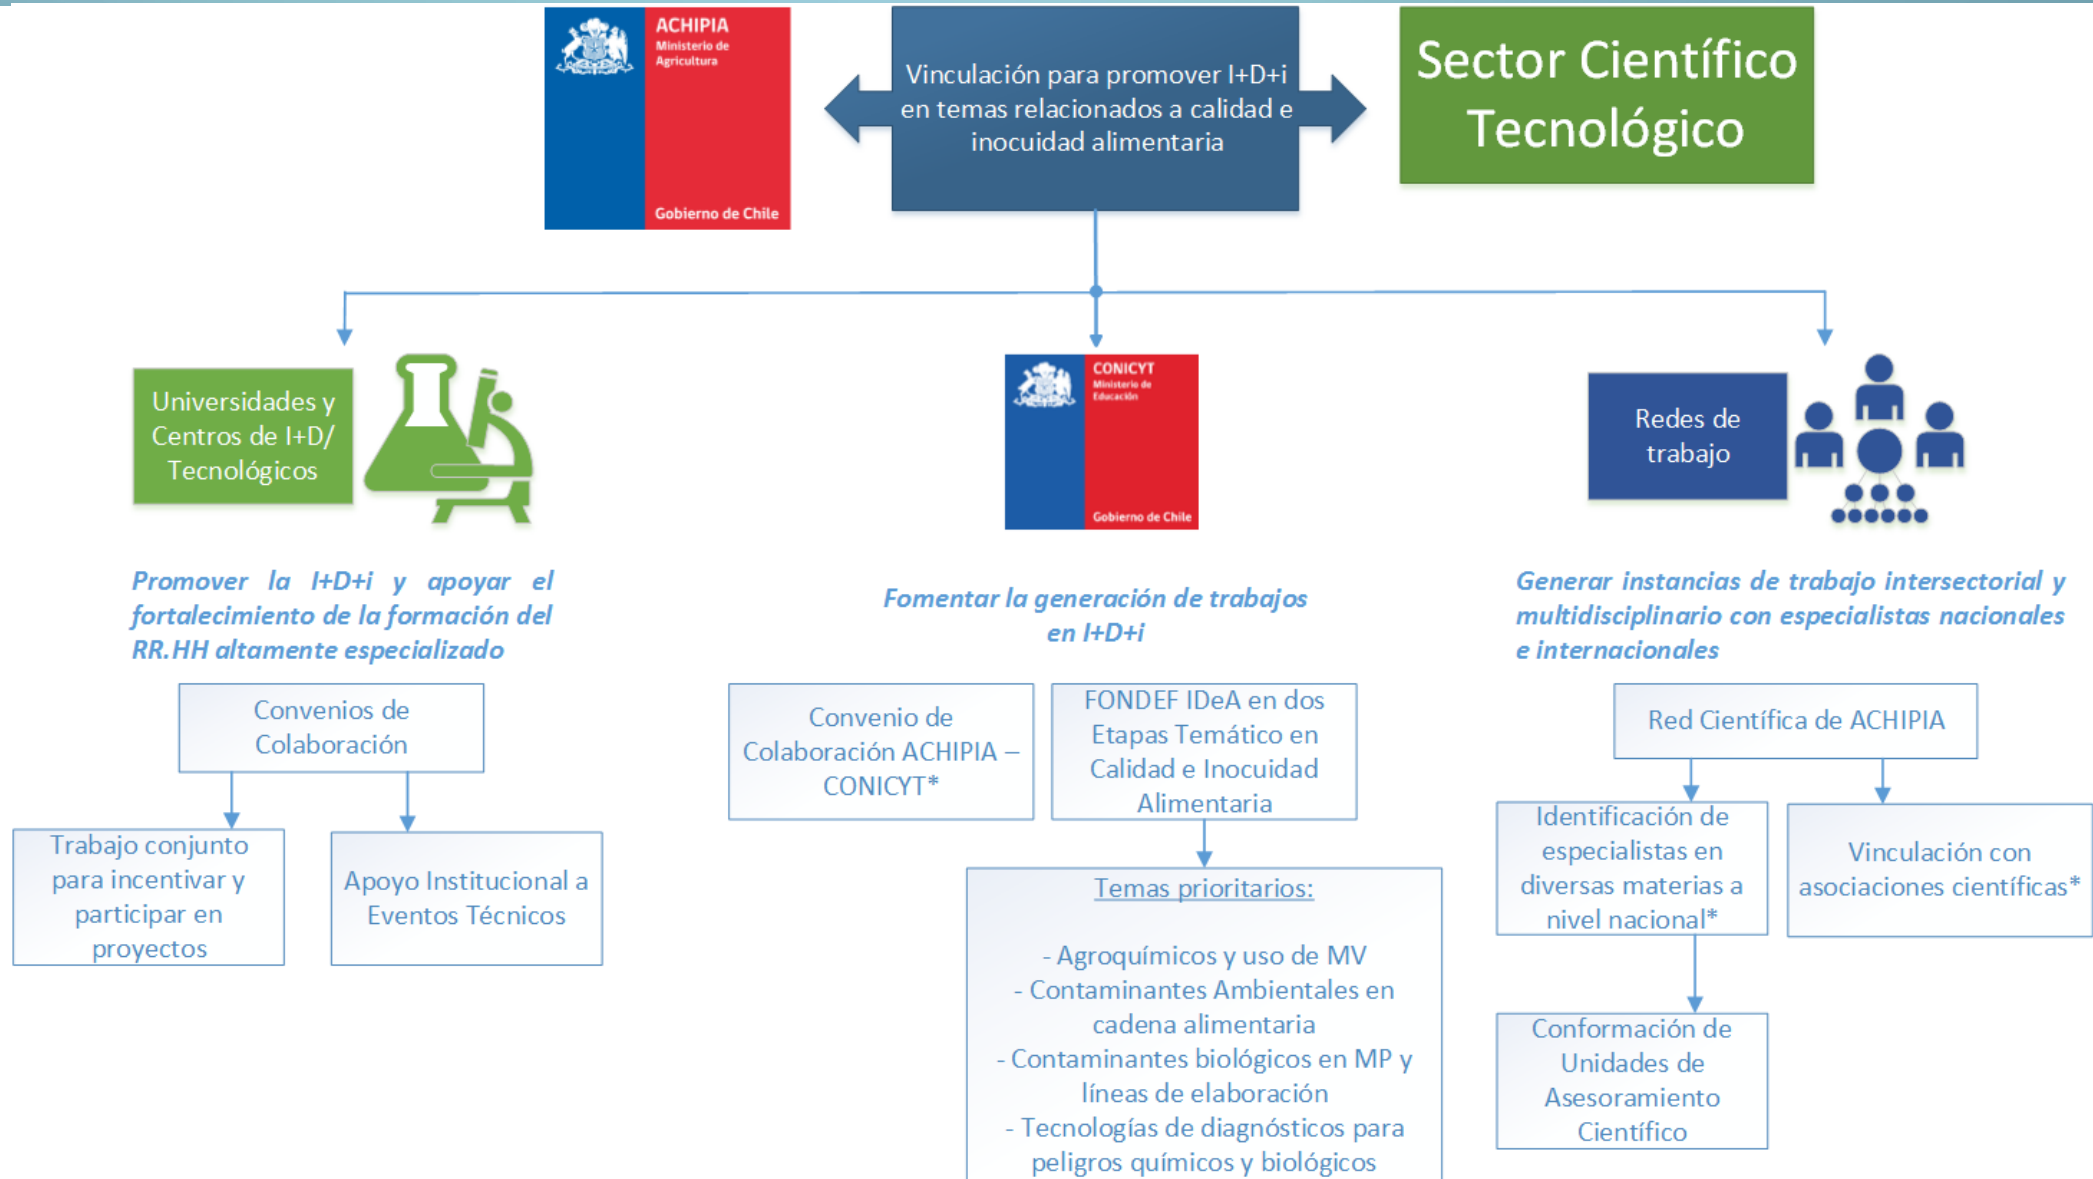 ACHIPIA
Ministerio de
Agricultura
Gobierno de Chile
Vinculación para promover I+D+i
en temas relacionados a calidad e
inocuidad alimentaria
Sector Científico
Tecnológico
Universidades y
Centros de I+D/
Tecnológicos
CONICYT
Ministerio de
Educación
Gobierno de Chile
Redes de
trabajo
Promover la I+D+i y apoyar el
fortalecimiento de la formación del
RR.HH altamente especializado
Convenios de
Colaboración
Trabajo conjunto
para incentivar y
participar en
proyectos
Apoyo Institucional a
Eventos Técnicos
Fomentar la generación de trabajos
en I+D+i
Convenio de
Colaboración ACHIPIA –
CONICYT*
FONDEF IDeA en dos
Etapas Temático en
Calidad e Inocuidad
Alimentaria
Temas prioritarios:
- Agroquímicos y uso de MV
- Contaminantes Ambientales en
cadena alimentaria
- Contaminantes biológicos en MP y
líneas de elaboración
- Tecnologías de diagnósticos para
peligros químicos y biológicos
Generar instancias de trabajo intersectorial y
multidisciplinario con especialistas nacionales
e internacionales
Red Científica de ACHIPIA
Identificación de
especialistas en
diversas materias a
nivel nacional*
Vinculación con
asociaciones científicas*
Conformación de
Unidades de
Asesoramiento
Científico